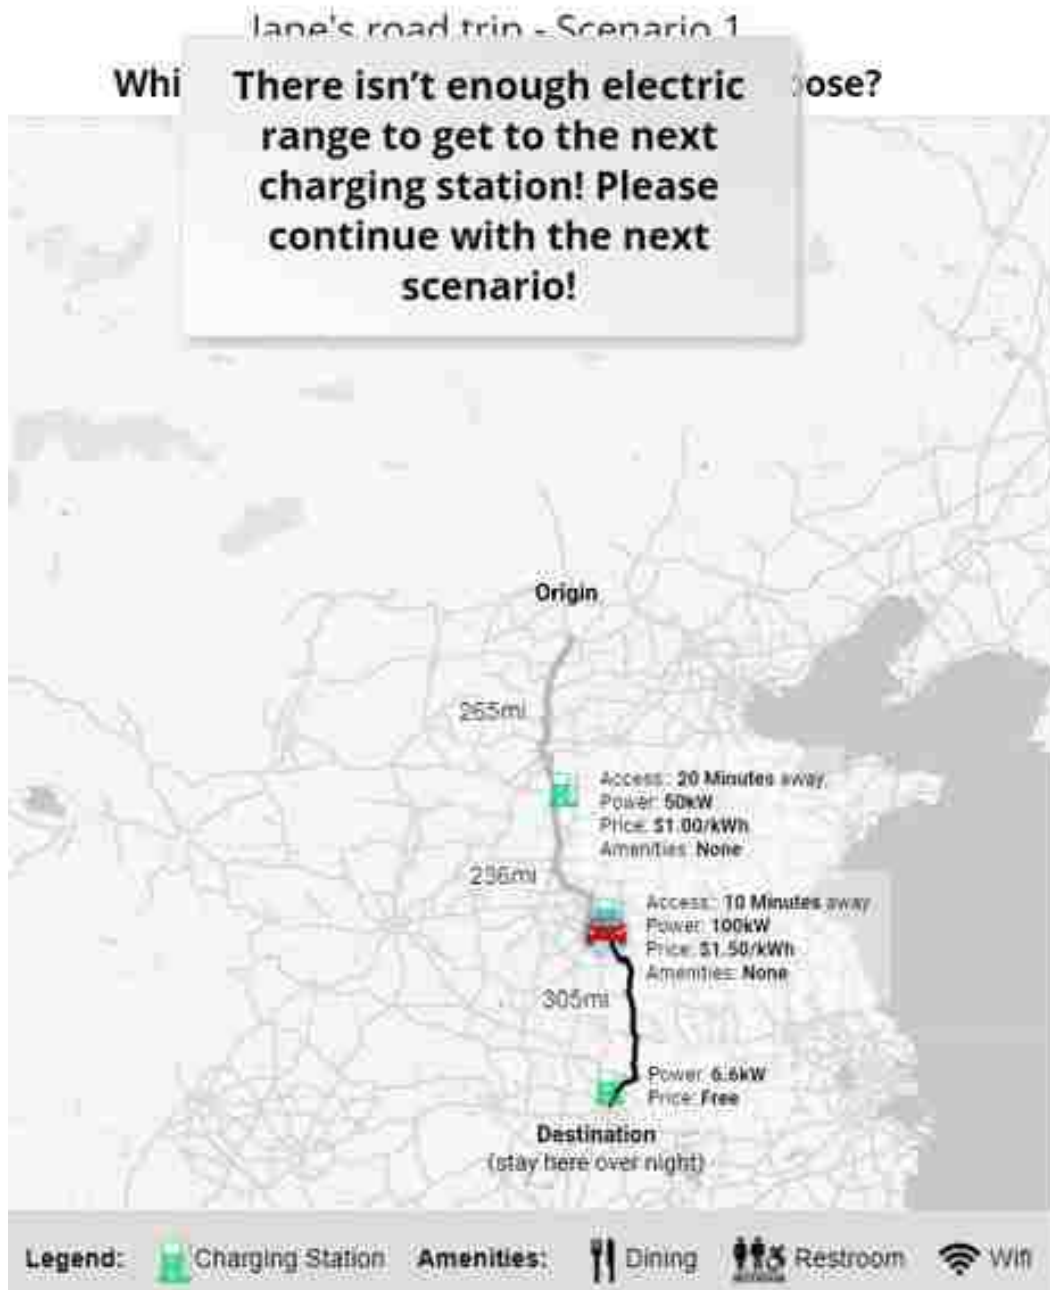 Jane's road trip - Scenario 1
Whi
ose?
There isn't enough electric
range to get to the next
charging station! Please
continue with the next
scenario!
Origin
265mi
Access: 20 Minutes away,
Power: 50kW
Price: $1.00/kWh
Amenities: None
236mi
Access: 10 Minutes away
Power: 100kW
Price: $1.50/kWh
Amenities: None
305mi
Power: 6.6kW
Price: Free
Destination
(stay here over night)
Legend: Charging Station Amenities: Dining Restroom Wifi